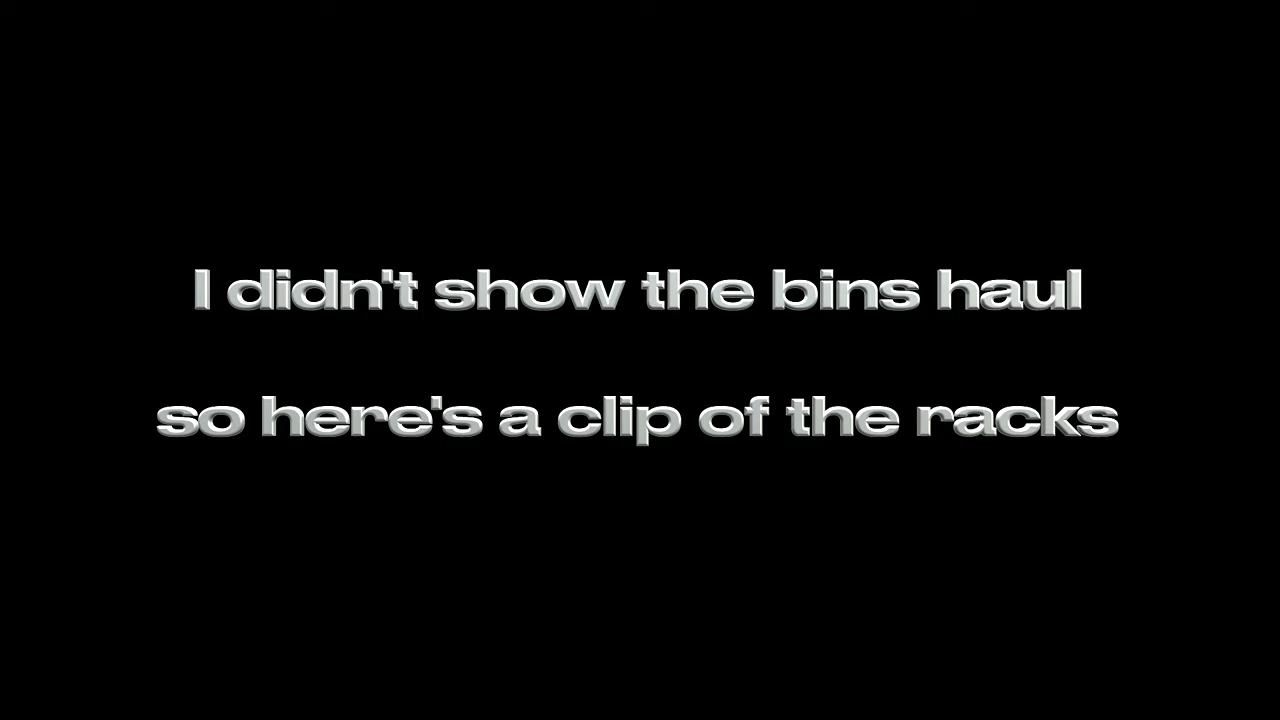 I didn't show the bins haul
so here's a clip of the racks